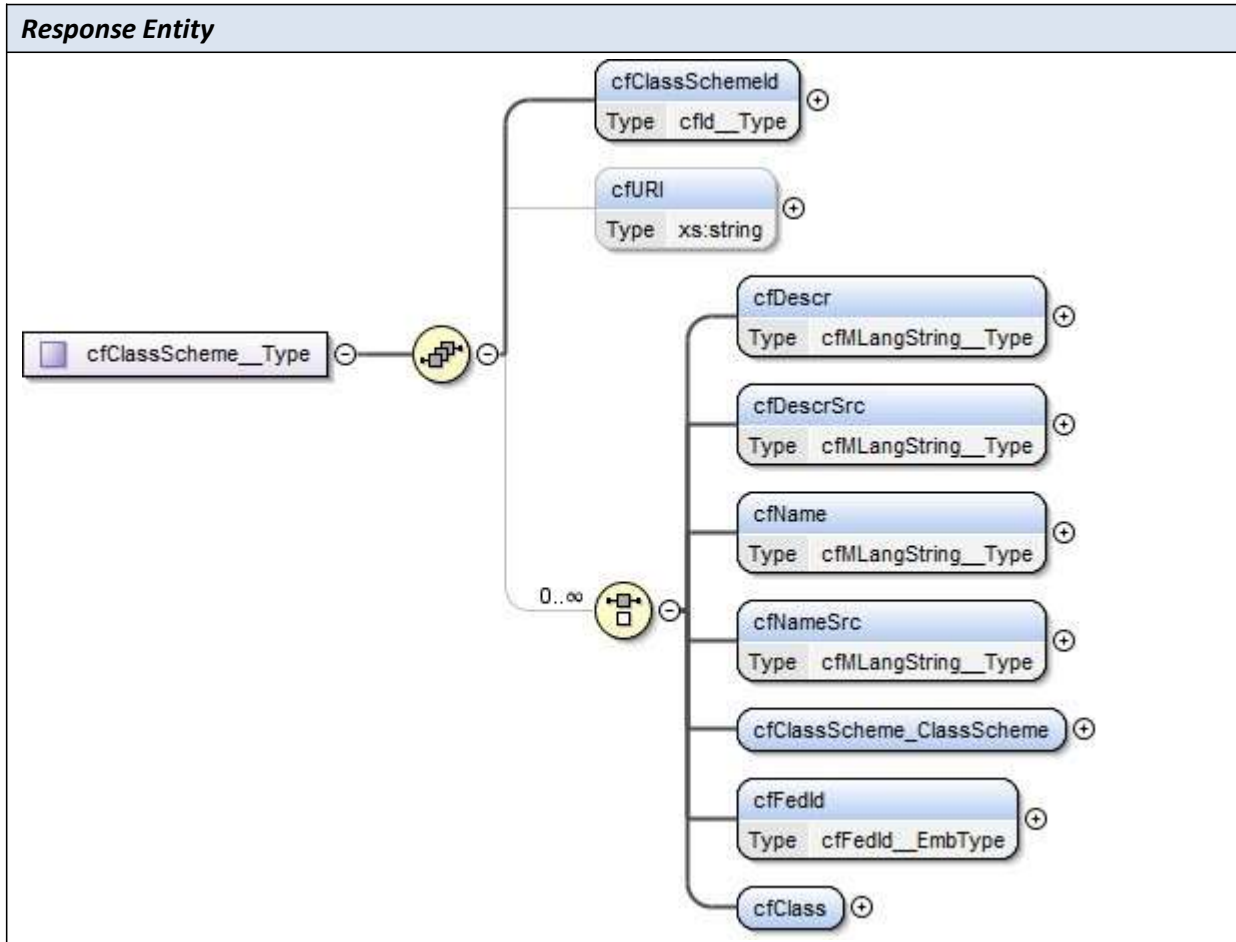 Response Entity
cfClassSchemeId
Type cfId__Type
cfURI
Type xs:string
cfClassScheme__Type
0..∞
cfDescr
Type cfMLangString__Type
cfDescrSrc
Type cfMLangString__Type
cfName
Type cfMLangString__Type
cfNameSrc
Type cfMLangString__Type
cfClassScheme_ClassScheme
cfFedId
Type cfFedId__EmbType
cfClass